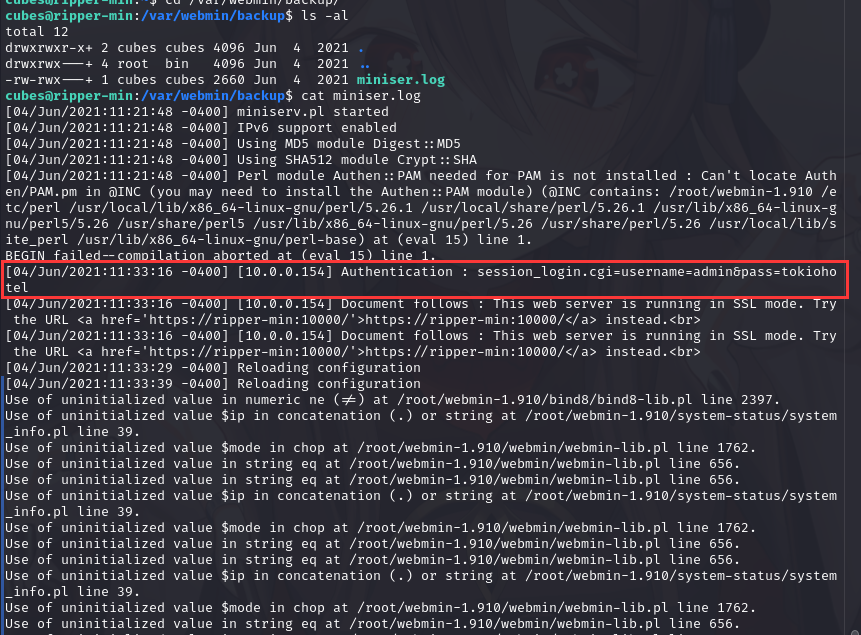 cubes@ripper-min:~$ cd /var/webmin/backup/
cubes@ripper-min:/var/webmin/backup$ ls -al
total 12
drwxrwxr-x+ 2 cubes cubes 4096 Jun  4  2021 .
drwxrwx---+ 4 root  bin   4096 Jun  4  2021 ..
-rw-rwx---+ 1 cubes cubes 2660 Jun  4  2021 miniser.log
cubes@ripper-min:/var/webmin/backup$ cat miniser.log
[04/Jun/2021:11:21:48 -0400] miniserv.pl started
[04/Jun/2021:11:21:48 -0400] IPv6 support enabled
[04/Jun/2021:11:21:48 -0400] Using MD5 module Digest::MD5
[04/Jun/2021:11:21:48 -0400] Using SHA512 module Crypt::SHA
[04/Jun/2021:11:21:48 -0400] Perl module Authen::PAM needed for PAM is not installed : Can't locate Auth
en/PAM.pm in @INC (you may need to install the Authen::PAM module) (@INC contains: /root/webmin-1.910 /e
tc/perl /usr/local/lib/x86_64-linux-gnu/perl/5.26.1 /usr/local/share/perl/5.26.1 /usr/lib/x86_64-linux-g
nu/perl5/5.26 /usr/share/perl5 /usr/lib/x86_64-linux-gnu/perl/5.26 /usr/share/perl/5.26 /usr/local/lib/s
ite_perl /usr/lib/x86_64-linux-gnu/perl-base) at (eval 15) line 1.
BEGIN failed--compilation aborted at (eval 15) line 1.
[04/Jun/2021:11:33:16 -0400] [10.0.0.154] Authentication : session_login.cgi=username=admin&pass=tokioho
tel
[04/Jun/2021:11:33:16 -0400] [10.0.0.154] Document follows : This web server is running in SSL mode. Try
 the URL <a href='https://ripper-min:10000/'>https://ripper-min:10000/</a> instead.<br>
[04/Jun/2021:11:33:16 -0400] [10.0.0.154] Document follows : This web server is running in SSL mode. Try
 the URL <a href='https://ripper-min:10000/'>https://ripper-min:10000/</a> instead.<br>
[04/Jun/2021:11:33:29 -0400] Reloading configuration
[04/Jun/2021:11:33:39 -0400] Reloading configuration
Use of uninitialized value in numeric ne (≠) at /root/webmin-1.910/bind8/bind8-lib.pl line 2397.
Use of uninitialized value $ip in concatenation (.) or string at /root/webmin-1.910/system-status/system
_info.pl line 39.
Use of uninitialized value $mode in chop at /root/webmin-1.910/webmin/webmin-lib.pl line 1762.
Use of uninitialized value in string eq at /root/webmin-1.910/webmin/webmin-lib.pl line 656.
Use of uninitialized value in string eq at /root/webmin-1.910/webmin/webmin-lib.pl line 656.
Use of uninitialized value $ip in concatenation (.) or string at /root/webmin-1.910/system-status/system
_info.pl line 39.
Use of uninitialized value $mode in chop at /root/webmin-1.910/webmin/webmin-lib.pl line 1762.
Use of uninitialized value in string eq at /root/webmin-1.910/webmin/webmin-lib.pl line 656.
Use of uninitialized value in string eq at /root/webmin-1.910/webmin/webmin-lib.pl line 656.
Use of uninitialized value $ip in concatenation (.) or string at /root/webmin-1.910/system-status/system
_info.pl line 39.
Use of uninitialized value $mode in chop at /root/webmin-1.910/webmin/webmin-lib.pl line 1762.
Use of uninitialized value in string eq at /root/webmin-1.910/webmin/webmin-lib.pl line 656.